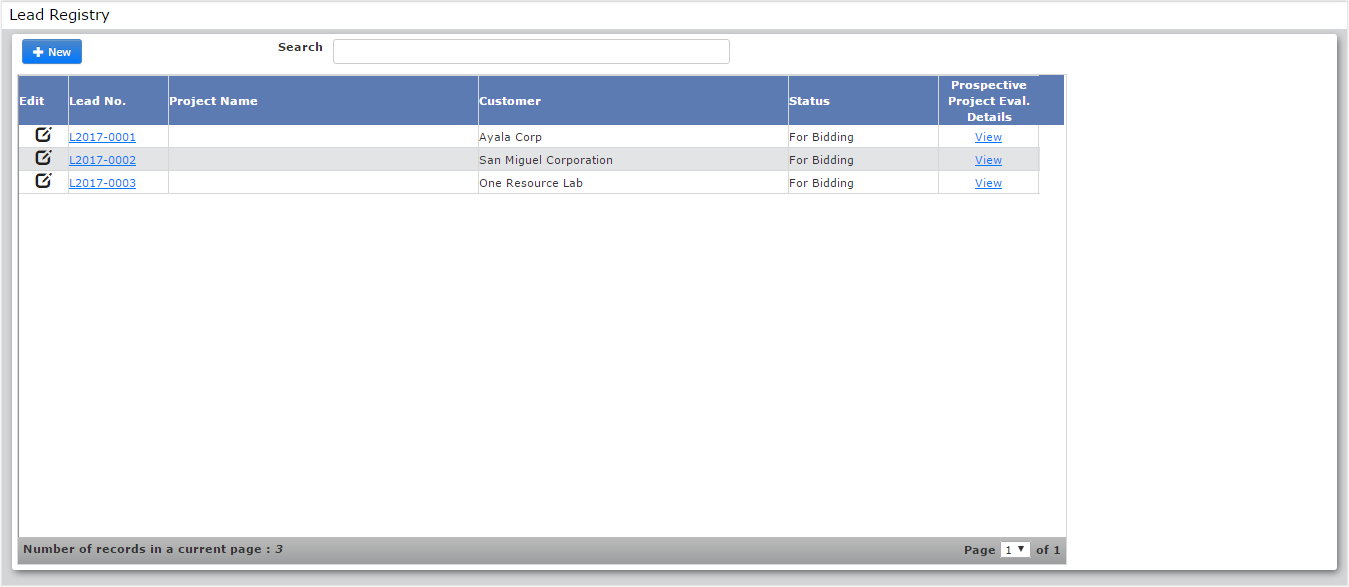 Lead Registry
New
Search
Edit Lead No. Project Name Customer Status Prospective
Project Eval.
Details
L2017-0001 Ayala Corp For Bidding View
L2017-0002 San Miguel Corporation For Bidding View
L2017-0003 One Resource Lab For Bidding View
Number of records in a current page : 3 Page 1 of 1